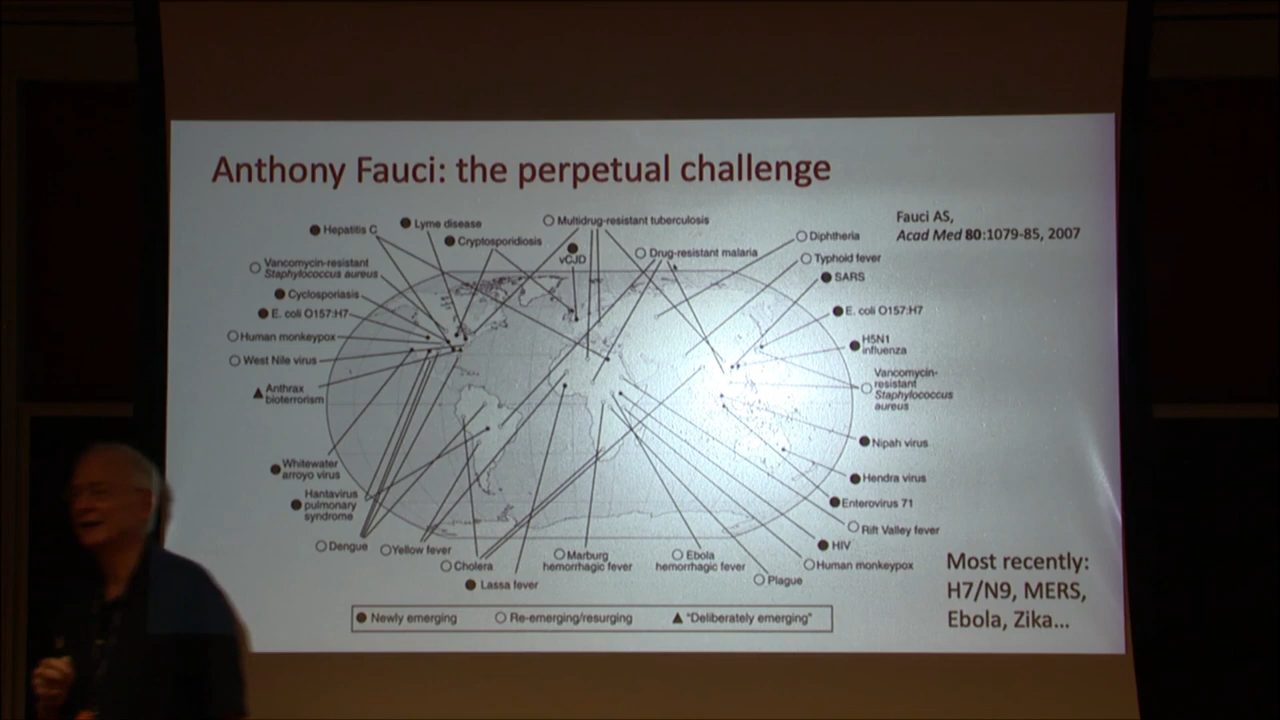 Anthony Fauci: the perpetual challenge
Fauci AS,
Acad Med 80:1079-85, 2007
Hepatitis C
Lyme disease
Cryptosporidiosis
Multidrug-resistant tuberculosis
vCJD
Drug-resistant malaria
Diphtheria
Typhoid fever
SARS
Vancomycin-resistant
Staphylococcus aureus
Cyclosporiasis
E. coli O157:H7
Human monkeypox
West Nile virus
Anthrax
bioterrorism
E. coli O157:H7
H5N1
influenza
Vancomycin-
resistant
Staphylococcus
aureus
Nipah virus
Hendra virus
Enterovirus 71
Rift Valley fever
HIV
Human monkeypox
Whitewater
arroyo virus
Hantavirus
pulmonary
syndrome
Dengue
Yellow fever
Cholera
Lassa fever
Marburg
hemorrhagic fever
Ebola
hemorrhagic fever
Plague
Newly emerging
Re-emerging/resurging
"Deliberately emerging"
Most recently:
H7/N9, MERS,
Ebola, Zika...